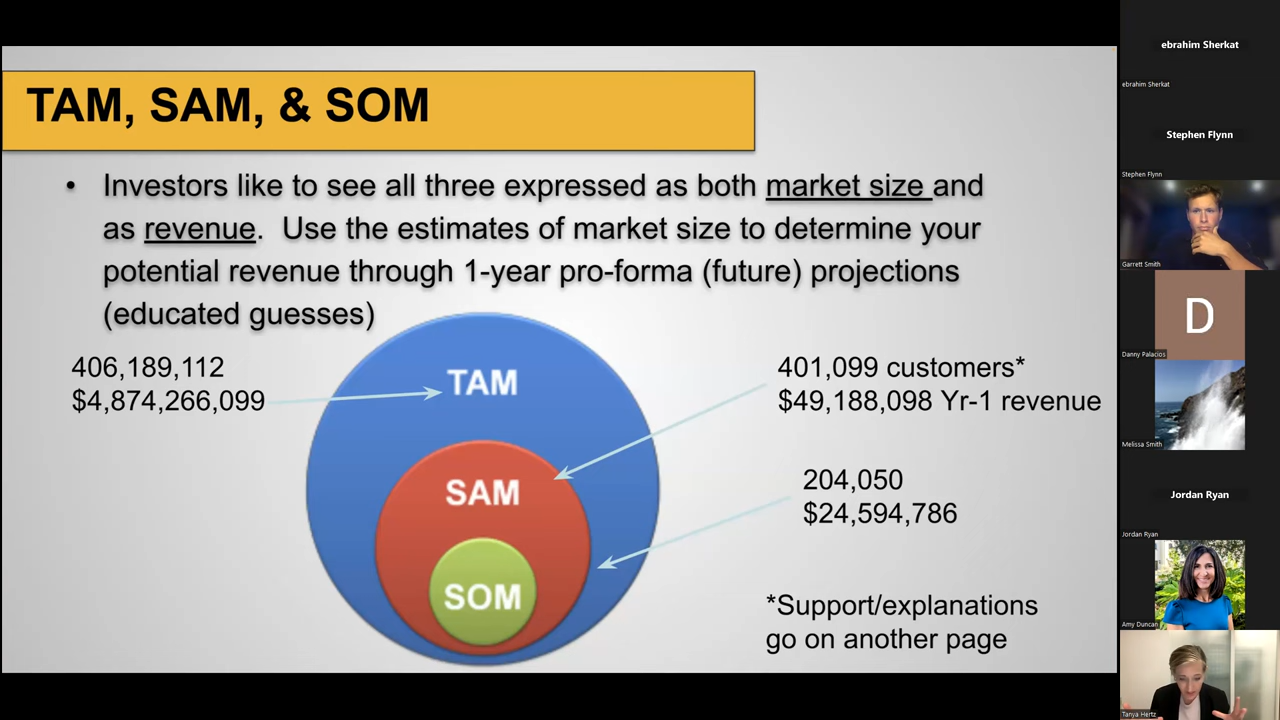 TAM, SAM, & SOM
• Investors like to see all three expressed as both market size and
as revenue. Use the estimates of market size to determine your
potential revenue through 1-year pro-forma (future) projections
(educated guesses)
406,189,112
$4,874,266,099
TAM
SAM
SOM
401,099 customers*
$49,188,098 Yr-1 revenue
204,050
$24,594,786
*Support/explanations
go on another page
ebrahim Sherkat
ebrahim Sherkat
Stephen Flynn
Stephen Flynn
Garrett Smith
D
Danny Palacios
Melissa Smith
Jordan Ryan
Jordan Ryan
Amy Duncan
Tanya Hertz